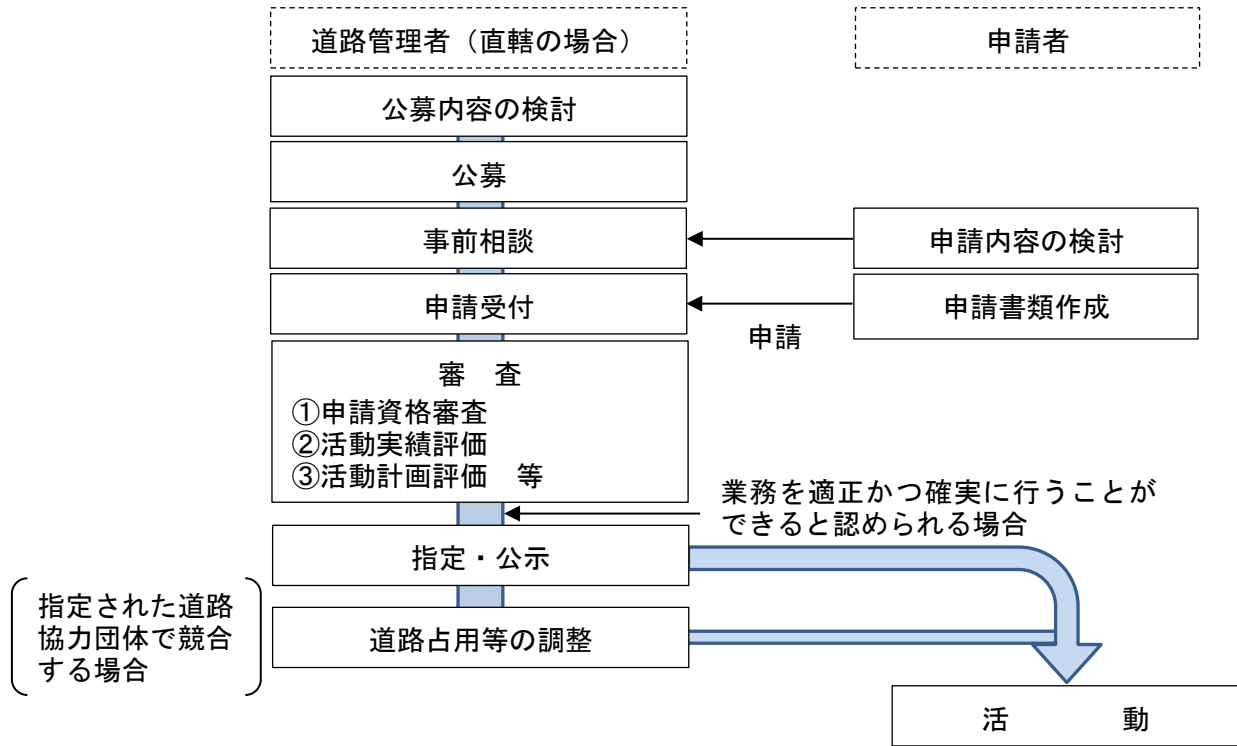 道路管理者（直轄の場合）
申請者
公募内容の検討
公募
事前相談
申請内容の検討
申請受付
申請書類作成
申請
審　査
①申請資格審査
②活動実績評価
③活動計画評価　等
業務を適正かつ確実に行うことが
できると認められる場合
指定・公示
指定された道路
協力団体で競合
する場合
道路占用等の調整
活　　　動